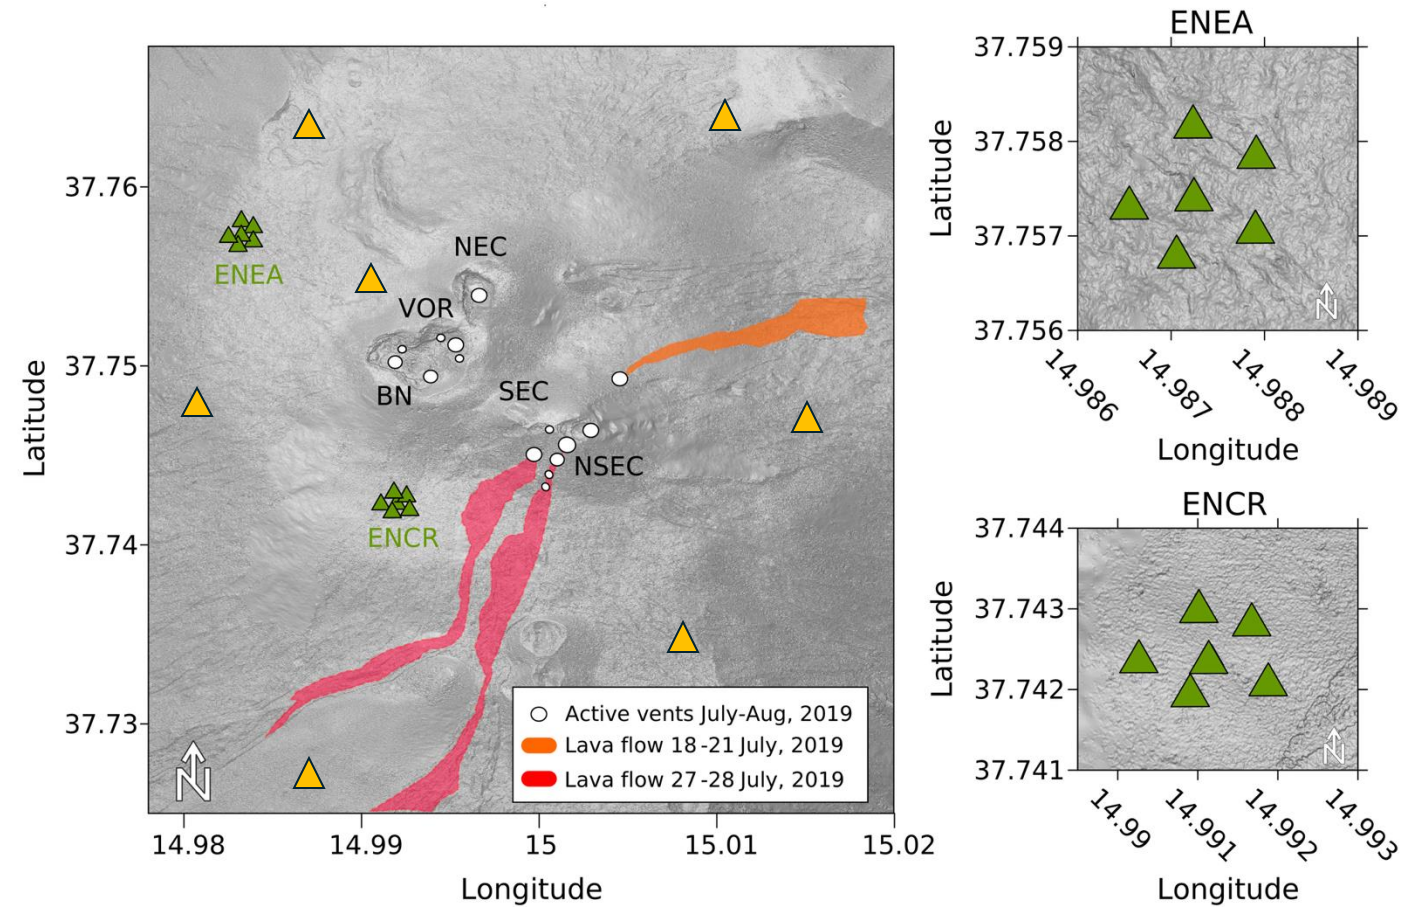 37.76
37.75
37.74
37.73
Latitude
14.98
14.99
15
15.01
15.02
Longitude
ENEA
NEC
VOR
BN
SEC
NSEC
ENCR
N
Active vents July-Aug, 2019
Lava flow 18-21 July, 2019
Lava flow 27-28 July, 2019
ENEA
37.759
37.758
37.757
37.756
Latitude
N
14.986
14.987
14.988
14.989
Longitude
ENCR
37.744
37.743
37.742
37.741
Latitude
N
14.99
14.991
14.992
14.993
Longitude